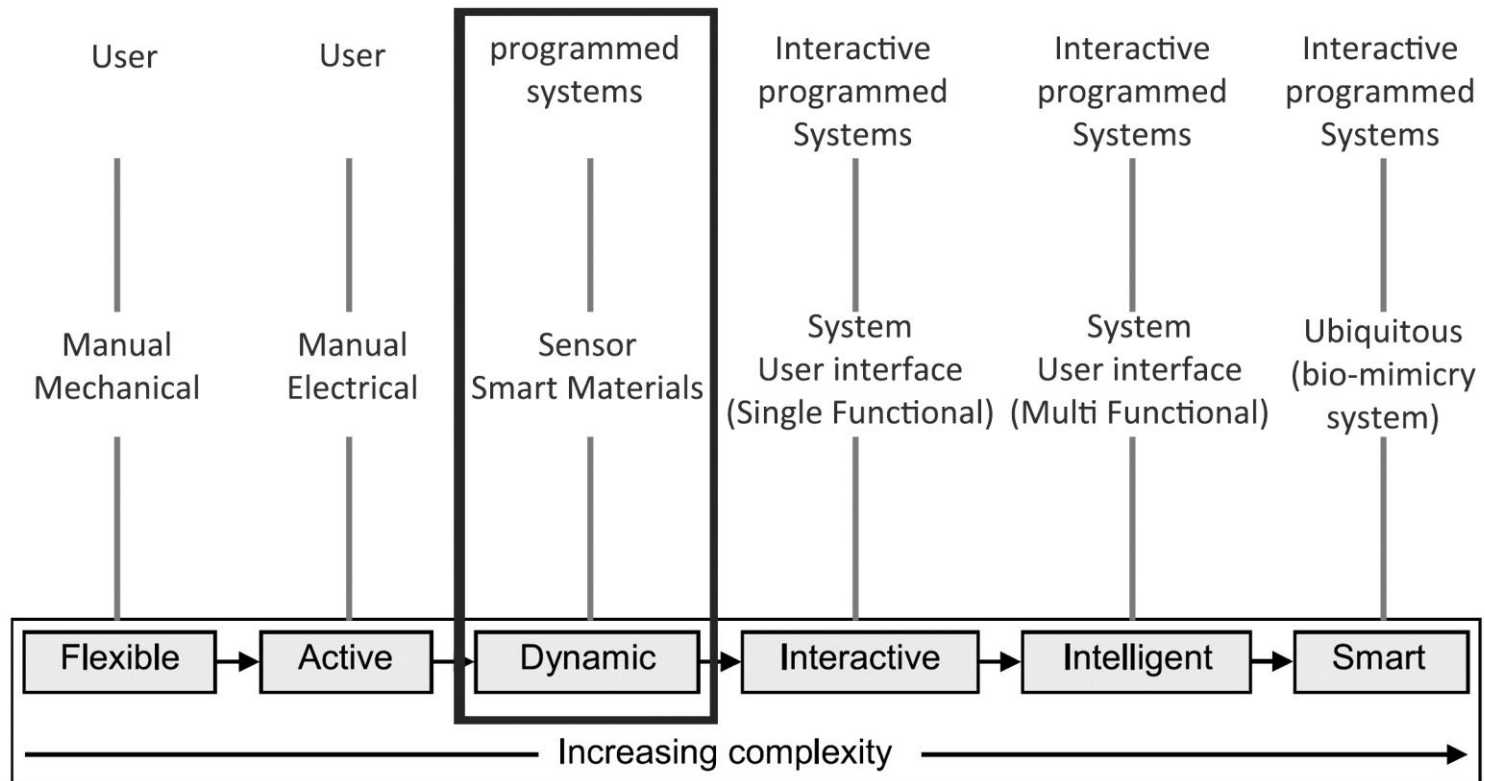 User
User
programmed
systems
Interactive
programmed
Systems
Interactive
programmed
Systems
Interactive
programmed
Systems
Manual
Mechanical
Manual
Electrical
Sensor
Smart Materials
System
User interface
(Single Functional)
System
User interface
(Multi Functional)
Ubiquitous
(bio-mimicry
system)
Flexible
Active
Dynamic
Interactive
Intelligent
Smart
Increasing complexity